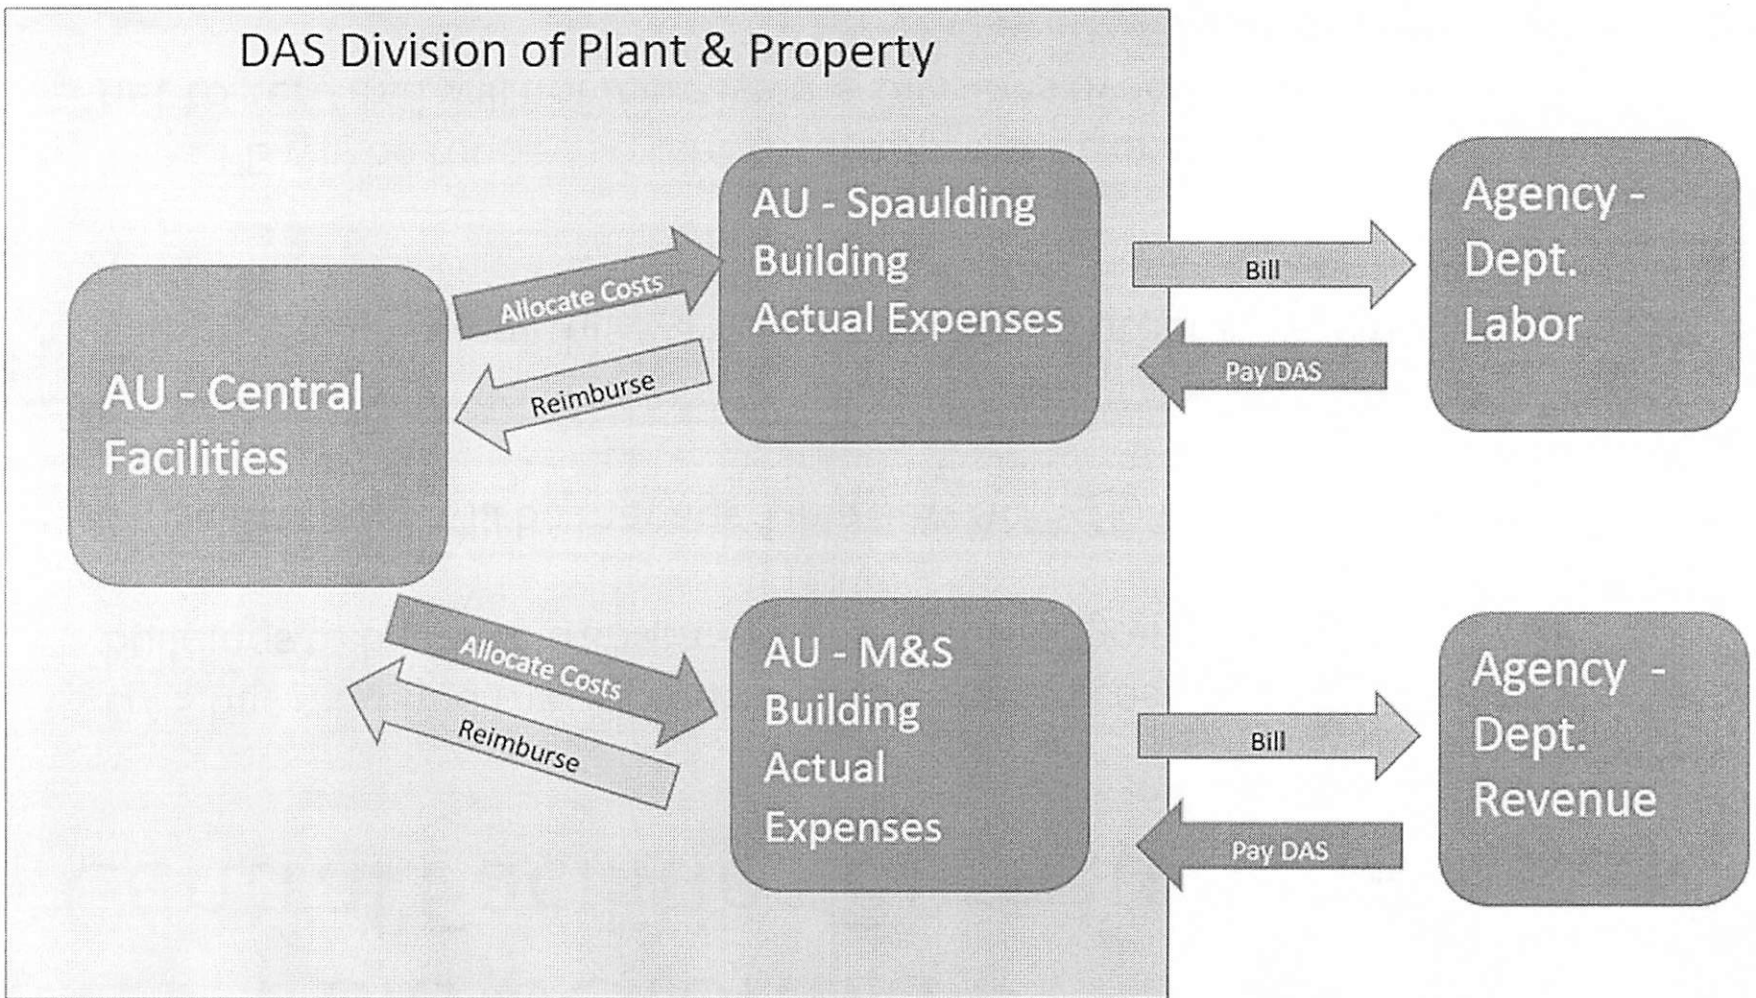 DAS Division of Plant & Property
AU - Central
Facilities
Allocate Costs
Reimburse
AU - Spaulding
Building
Actual Expenses
Bill
Pay DAS
Agency -
Dept.
Labor
Allocate Costs
Reimburse
AU - M&S
Building
Actual
Expenses
Bill
Pay DAS
Agency -
Dept.
Revenue